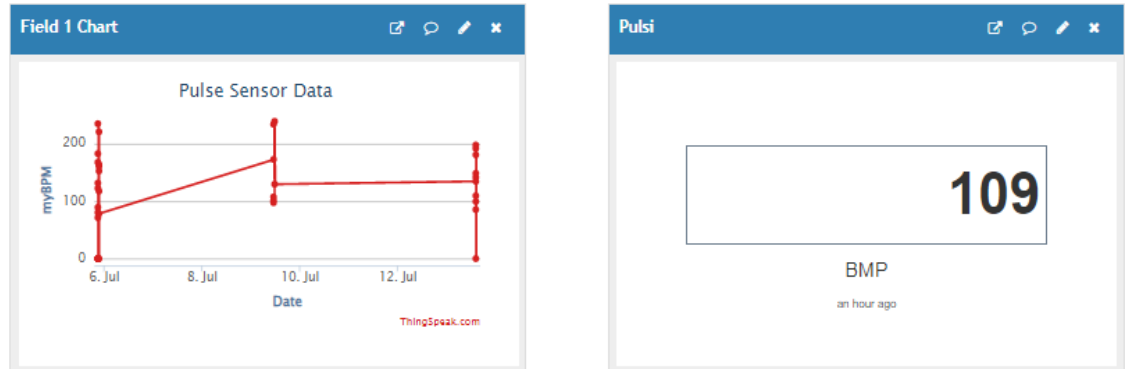 Field 1 Chart
Pulse Sensor Data
200
100
0
myBPM
6. Jul 8. Jul 10. Jul 12. Jul
Date
ThingSpeak.com
Pulsi
109
BMP
an hour ago